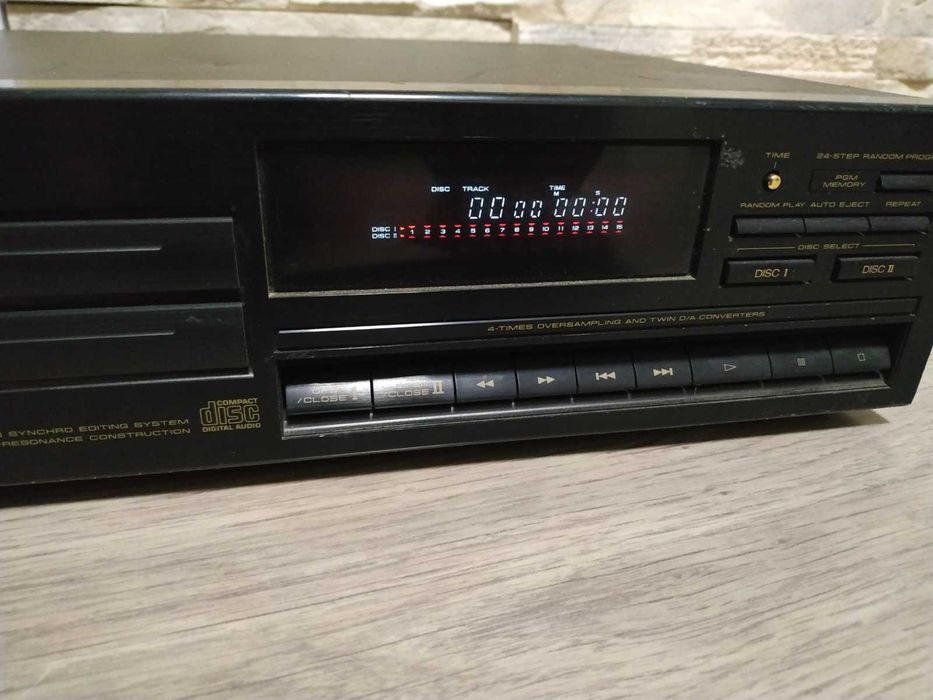 TIME
24-STEP RANDOM
PGM
MEMORY
RANDOM PLAY AUTO EJECT REPEAT
DISC SELECT
DISC I DISC II
DISC TRACK TIME
M S
00 00 00:00
DISC I 1 2 3 4 5 6 7 8 9 10 11 12 13 14 15
DISC II
4-TIMES OVERSAMPLING AND TWIN D/A CONVERTERS
/CLOSE ▲ /CLOSE II ◀◀ ▶▶ |◀◀ ▶▶| ▷
COMPACT
disc
DIGITAL AUDIO
SYNCHRO EDITING SYSTEM
RESONANCE CONSTRUCTION